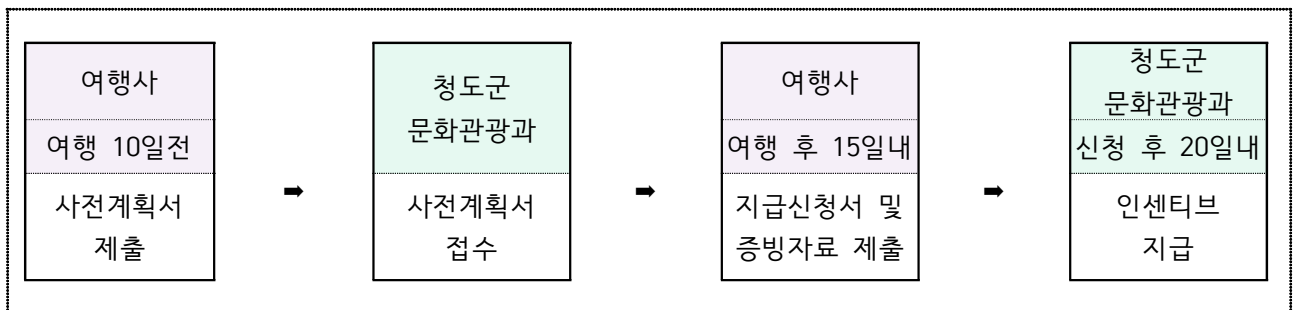 여행사
여행 10일전
사전계획서
제출
➡
청도군
문화관광과
사전계획서
접수
➡
여행사
여행 후 15일내
지급신청서 및
증빙자료 제출
➡
청도군
문화관광과
신청 후 20일내
인센티브
지급